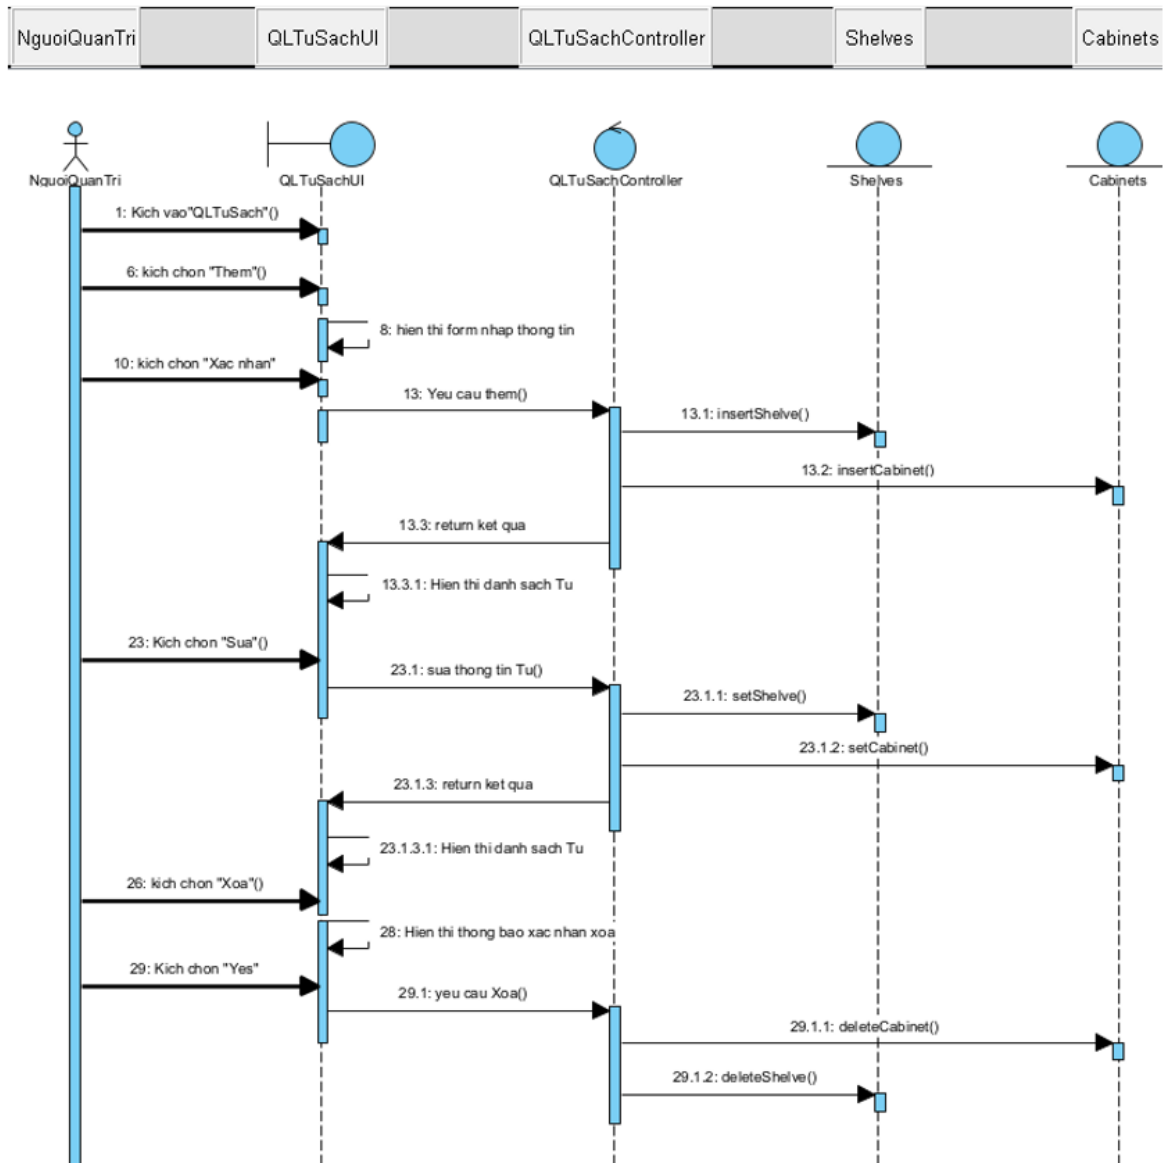 NguoiQuanTri
QLTuSachUI
QLTuSachController
Shelves
Cabinets
NguoiQuanTri
QLTuSachUI
QLTuSachController
Shelves
Cabinets
1: Kich vao"QLTuSach"()
6: kich chon "Them"()
8: hien thi form nhap thong tin
10: kich chon "Xac nhan"
13: Yeu cau them()
13.1: insertShelve()
13.2: insertCabinet()
13.3: return ket qua
13.3.1: Hien thi danh sach Tu
23: Kich chon "Sua"()
23.1: sua thong tin Tu()
23.1.1: setShelve()
23.1.2: setCabinet()
23.1.3: return ket qua
23.1.3.1: Hien thi danh sach Tu
26: kich chon "Xoa"()
28: Hien thi thong bao xac nhan xoa
29: Kich chon "Yes"
29.1: yeu cau Xoa()
29.1.1: deleteCabinet()
29.1.2: deleteShelve()